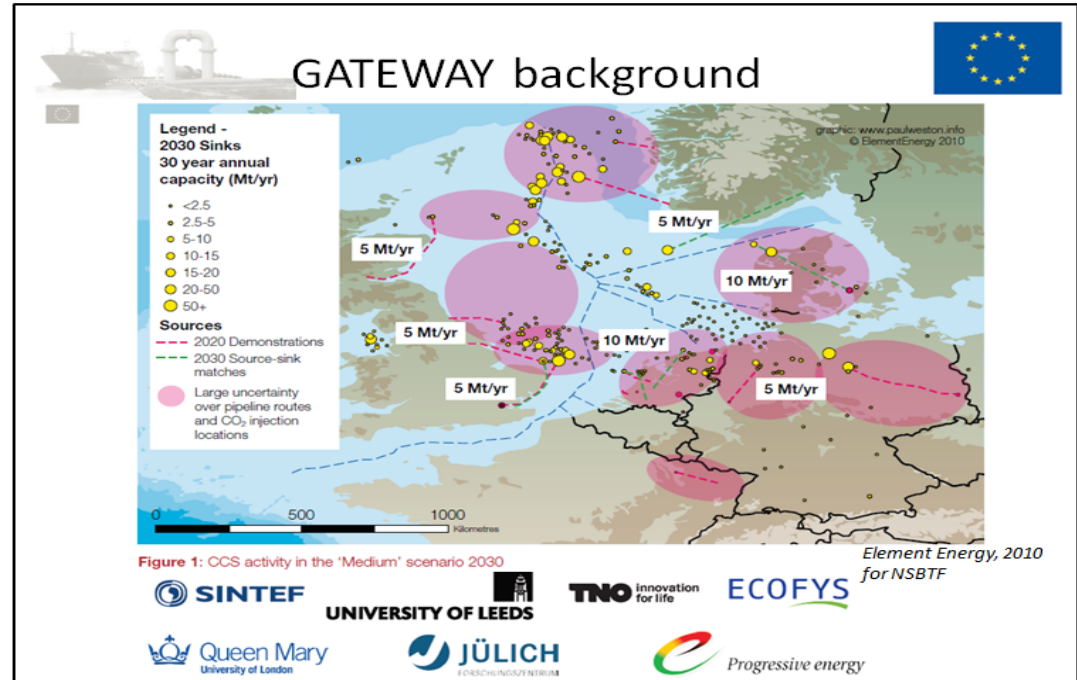 GATEWAY background
Legend -
2030 Sinks
30 year annual
capacity (Mt/yr)
<2.5
2.5-5
5-10
10-15
15-20
20-50
50+
Sources
2020 Demonstrations
2030 Source-sink
matches
Large uncertainty
over pipeline routes
and CO₂ injection
locations
graphic: www.paulweston.info
© ElementEnergy 2010
5 Mt/yr
5 Mt/yr
10 Mt/yr
5 Mt/yr
10 Mt/yr
5 Mt/yr
5 Mt/yr
0 500 1000
Kilometres
Figure 1: CCS activity in the 'Medium' scenario 2030
Element Energy, 2010
for NSBTF
SINTEF
UNIVERSITY OF LEEDS
TNO innovation
for life
ECOFYS
Queen Mary
University of London
JÜLICH
FORSCHUNGSZENTRUM
Progressive energy